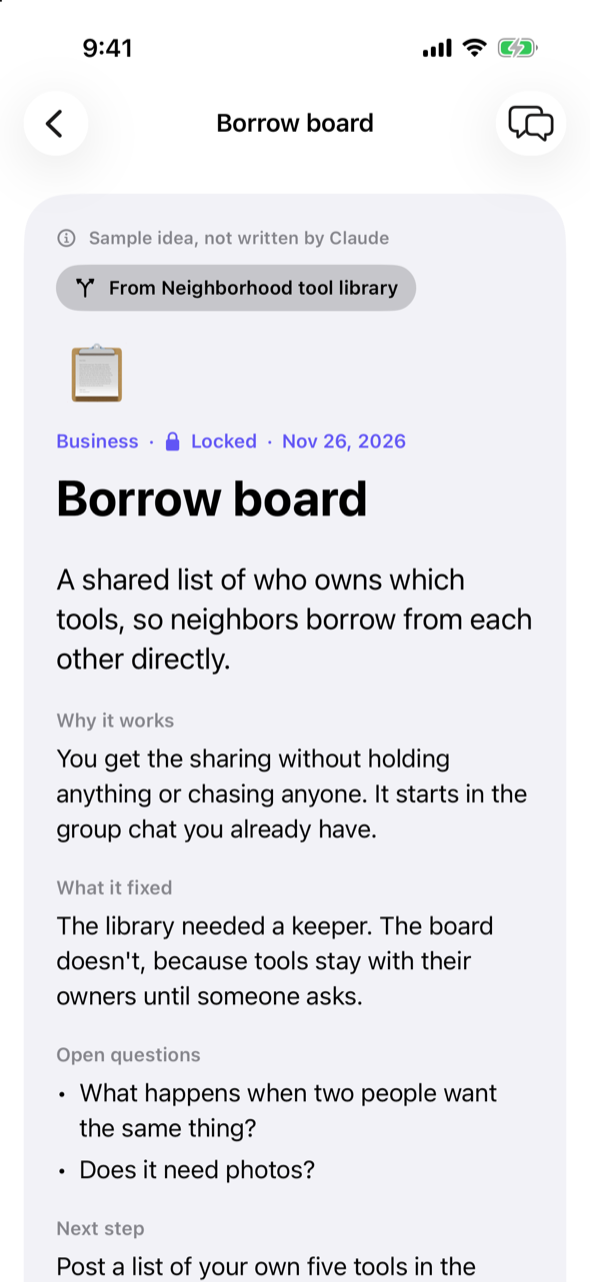 9:41
Borrow board
Sample idea, not written by Claude
From Neighborhood tool library
Business · Locked · Nov 26, 2026
Borrow board
A shared list of who owns which
tools, so neighbors borrow from each
other directly.
Why it works
You get the sharing without holding
anything or chasing anyone. It starts in the
group chat you already have.
What it fixed
The library needed a keeper. The board
doesn't, because tools stay with their
owners until someone asks.
Open questions
• What happens when two people want
the same thing?
• Does it need photos?
Next step
Post a list of your own five tools in the